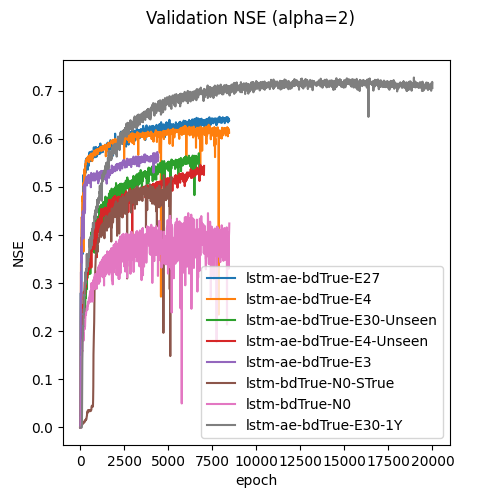 Validation NSE (alpha=2)
NSE
0.7
0.6
0.5
0.4
0.3
0.2
0.1
0.0
lstm-ae-bdTrue-E27
lstm-ae-bdTrue-E4
lstm-ae-bdTrue-E30-Unseen
lstm-ae-bdTrue-E4-Unseen
lstm-ae-bdTrue-E3
lstm-bdTrue-N0-STrue
lstm-bdTrue-N0
lstm-ae-bdTrue-E30-1Y
0 2500 5000 7500 10000 12500 15000 17500 20000
epoch